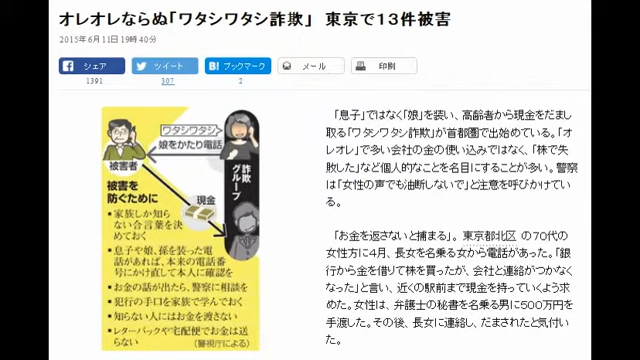 オレオレならぬ「ワタシワタシ詐欺」 東京で13件被害
2015年6月11日19時40分
シェア
ツイート
ブックマーク
メール
印刷
1391
307
2
ワタシワタシ
娘をかたり電話
被害者
詐欺グループ
現金
被害を
防ぐために
・家族しか知ら
ない合言葉を決
めておく
・息子や娘、孫を装った電
話があれば、本来の電話番
号にかけ直して本人に確認を
・お金の話が出たら、警察に相談を
・犯行の手口を家族で学んでおく
・知らない人にはお金を渡さない
・レターパックや宅配便でお金は送
らない
(警視庁による)
「息子」ではなく「娘」を装い、高齢者から現金をだまし
取る「ワタシワタシ詐欺」が首都圏で出始めている。「オ
レオレ」で多い会社の金の使い込みではなく、「株で失
敗した」など個人的なことを名目にすることが多い。警察
は「女性の声でも油断しないで」と注意を呼びかけてい
る。
「お金を返さないと捕まる」。東京都北区の70代の
女性方に4月、長女を名乗る女から電話があった。「銀
行から金を借りて株を買ったが、会社と連絡がつかなく
なった」と言い、近くの駅前まで現金を持っていくよう求
めた。女性は、弁護士の秘書を名乗る男に500万円を
手渡した。その後、長女に連絡し、だまされたと気付い
た。